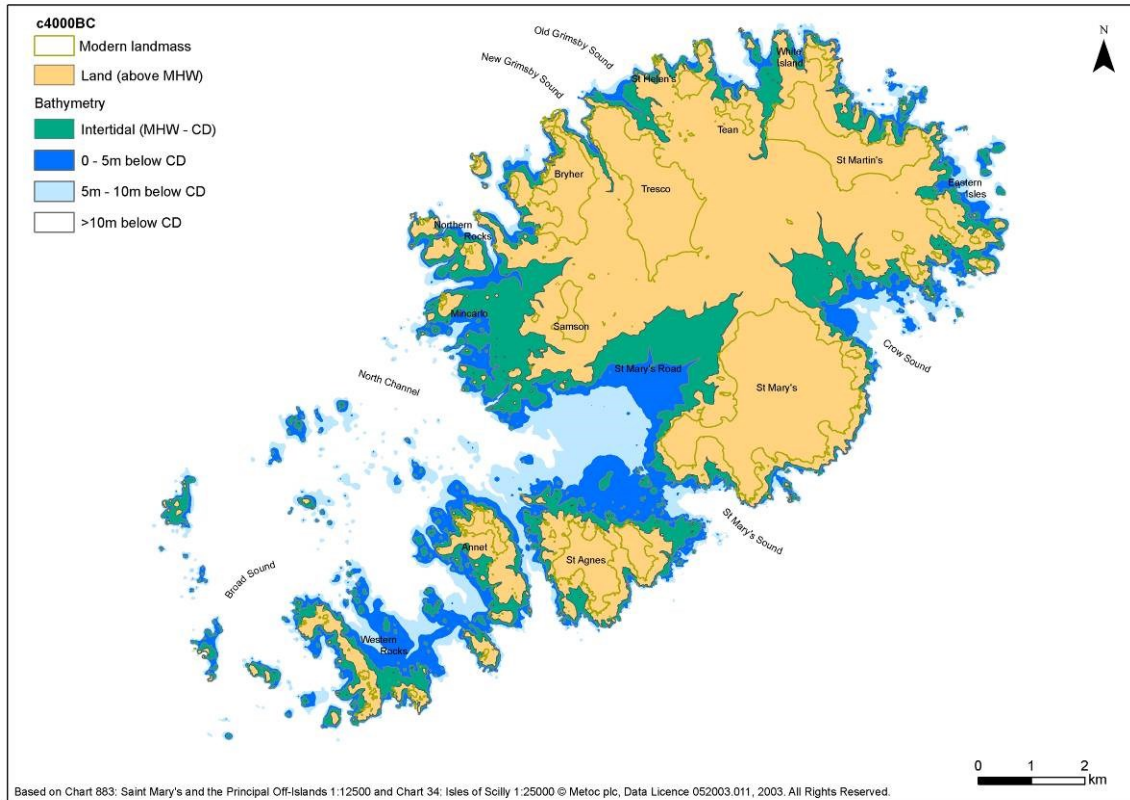 c4000BC
Modern landmass
Land (above MHW)
Bathymetry
Intertidal (MHW - CD)
0 - 5m below CD
5m - 10m below CD
>10m below CD
N
Old Grimsby Sound
New Grimsby Sound
White
Island
St Helen's
Tean
St Martin's
Bryher
Tresco
Eastern
Isles
Northern
Rocks
Mincarlo
Samson
St Mary's Road
Crow Sound
North Channel
St Mary's
St Mary's Sound
Annet
St Agnes
Broad Sound
Western
Rocks
0 1 2
km
Based on Chart 883: Saint Mary's and the Principal Off-Islands 1:12500 and Chart 34: Isles of Scilly 1:25000 © Metoc plc, Data Licence 052003.011, 2003. All Rights Reserved.